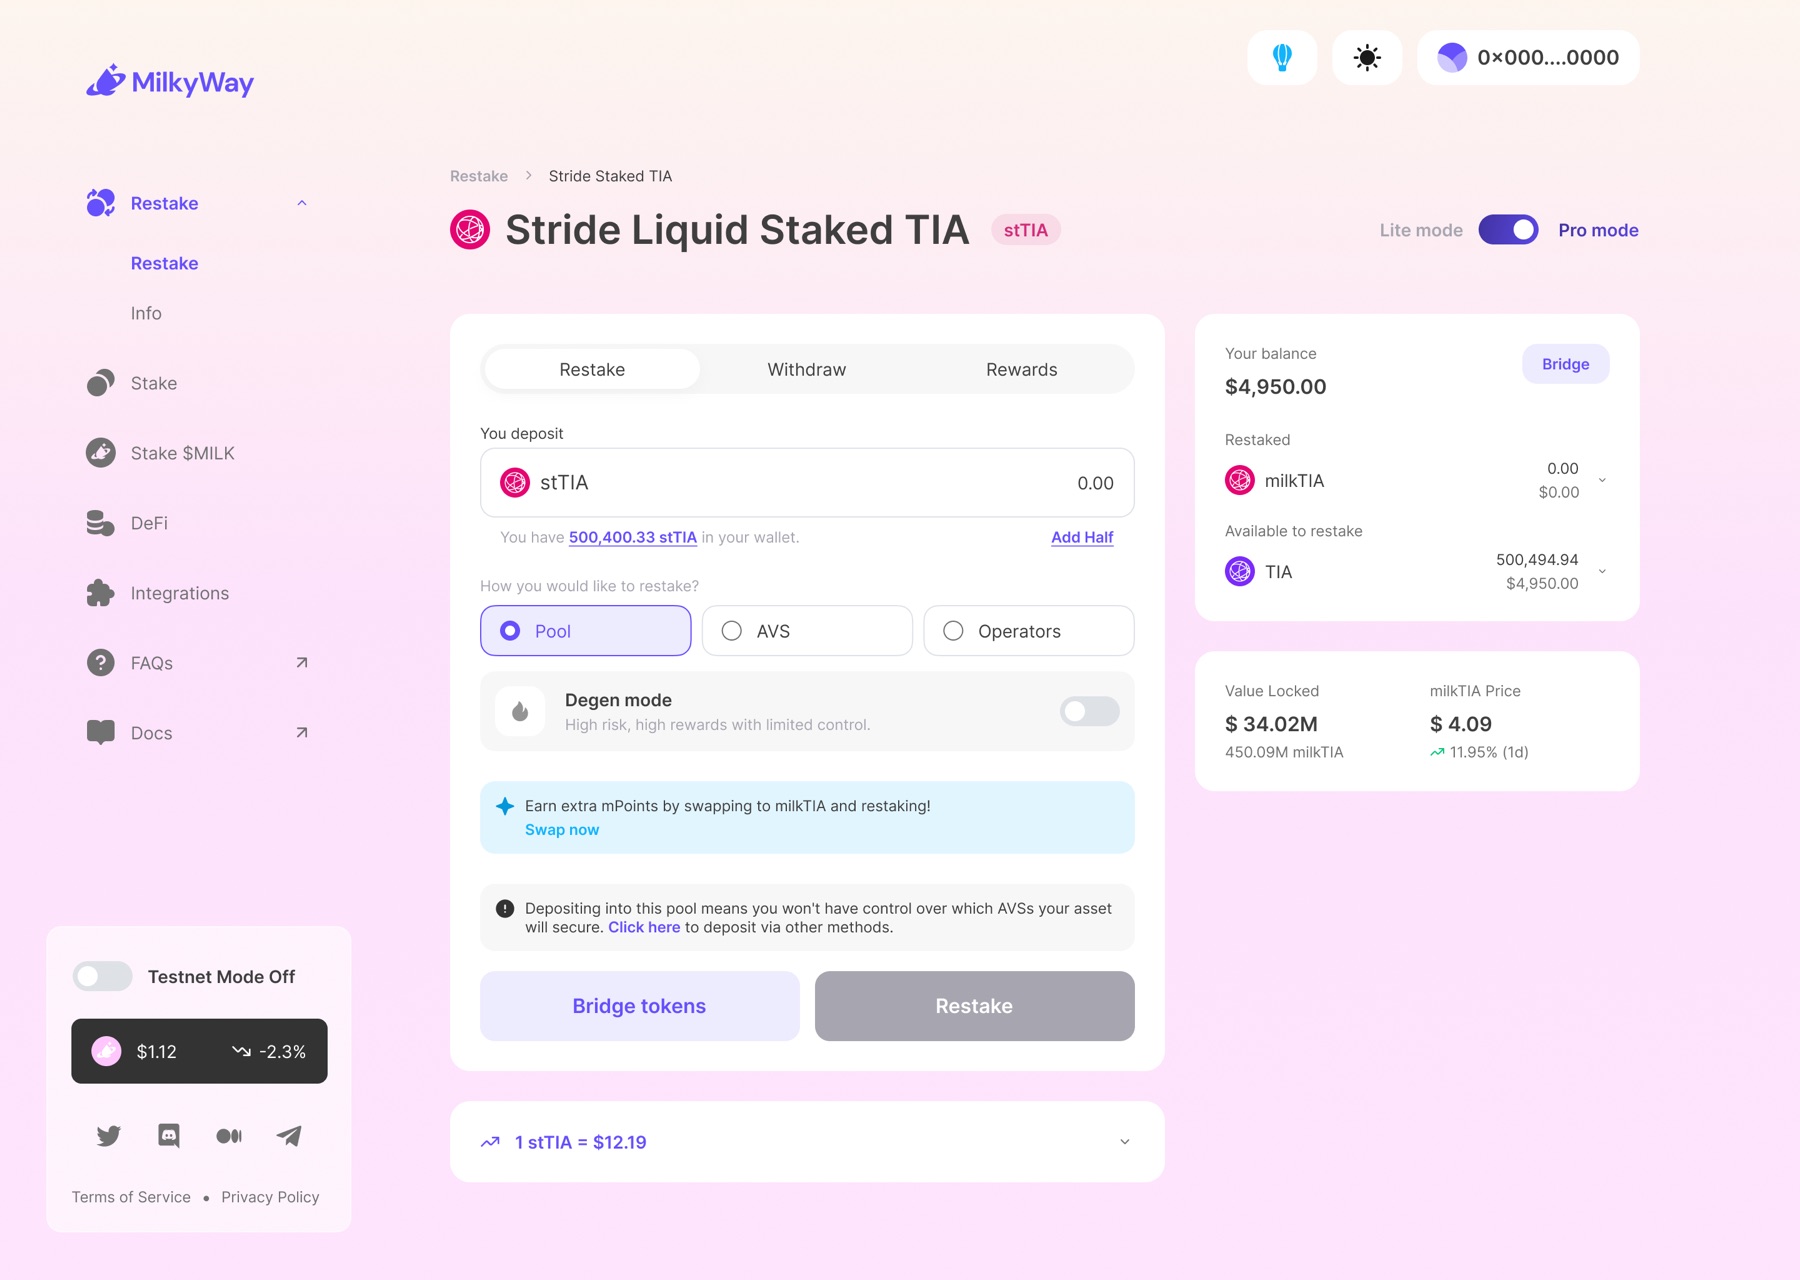 MilkyWay
0×000....0000
Restake
Restake
Info
Stake
Stake $MILK
DeFi
Integrations
FAQs
Docs
Testnet Mode Off
$1.12
-2.3%
Terms of Service • Privacy Policy
Restake > Stride Staked TIA
Stride Liquid Staked TIA
stTIA
Lite mode
Pro mode
Restake
Withdraw
Rewards
You deposit
stTIA
0.00
You have 500,400.33 stTIA in your wallet.
Add Half
How you would like to restake?
Pool
AVS
Operators
Degen mode
High risk, high rewards with limited control.
Earn extra mPoints by swapping to milkTIA and restaking!
Swap now
Depositing into this pool means you won't have control over which AVSs your asset
will secure. Click here to deposit via other methods.
Bridge tokens
Restake
1 stTIA = $12.19
Your balance
$4,950.00
Bridge
Restaked
milkTIA
0.00
$0.00
Available to restake
TIA
500,494.94
$4,950.00
Value Locked
$ 34.02M
450.09M milkTIA
milkTIA Price
$ 4.09
11.95% (1d)